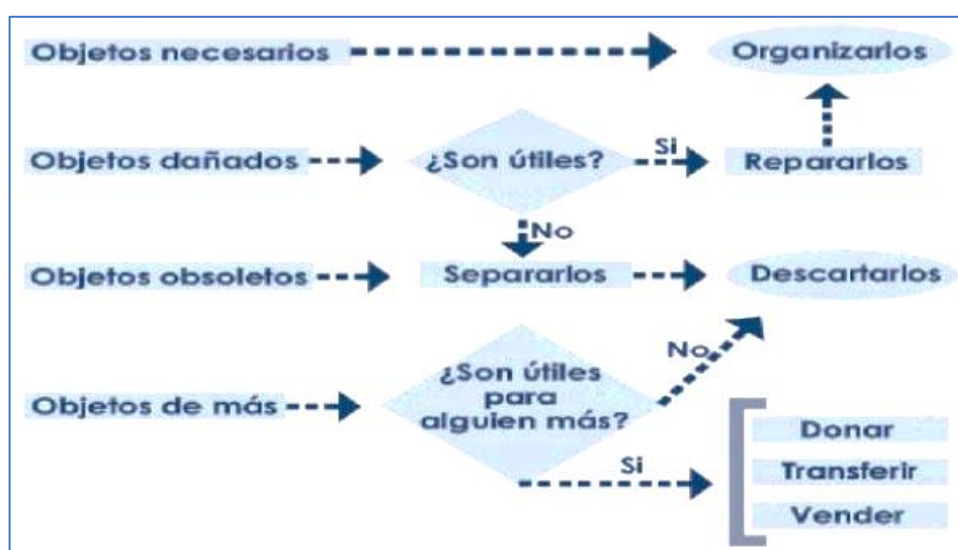 Objetos necesarios
Organizarlos
Objetos dañados
¿Son útiles?
Si
Repararlos
No
Objetos obsoletos
Separarlos
Descartarlos
Objetos de más
¿Son útiles
para
alguien más?
No
Si
Donar
Transferir
Vender